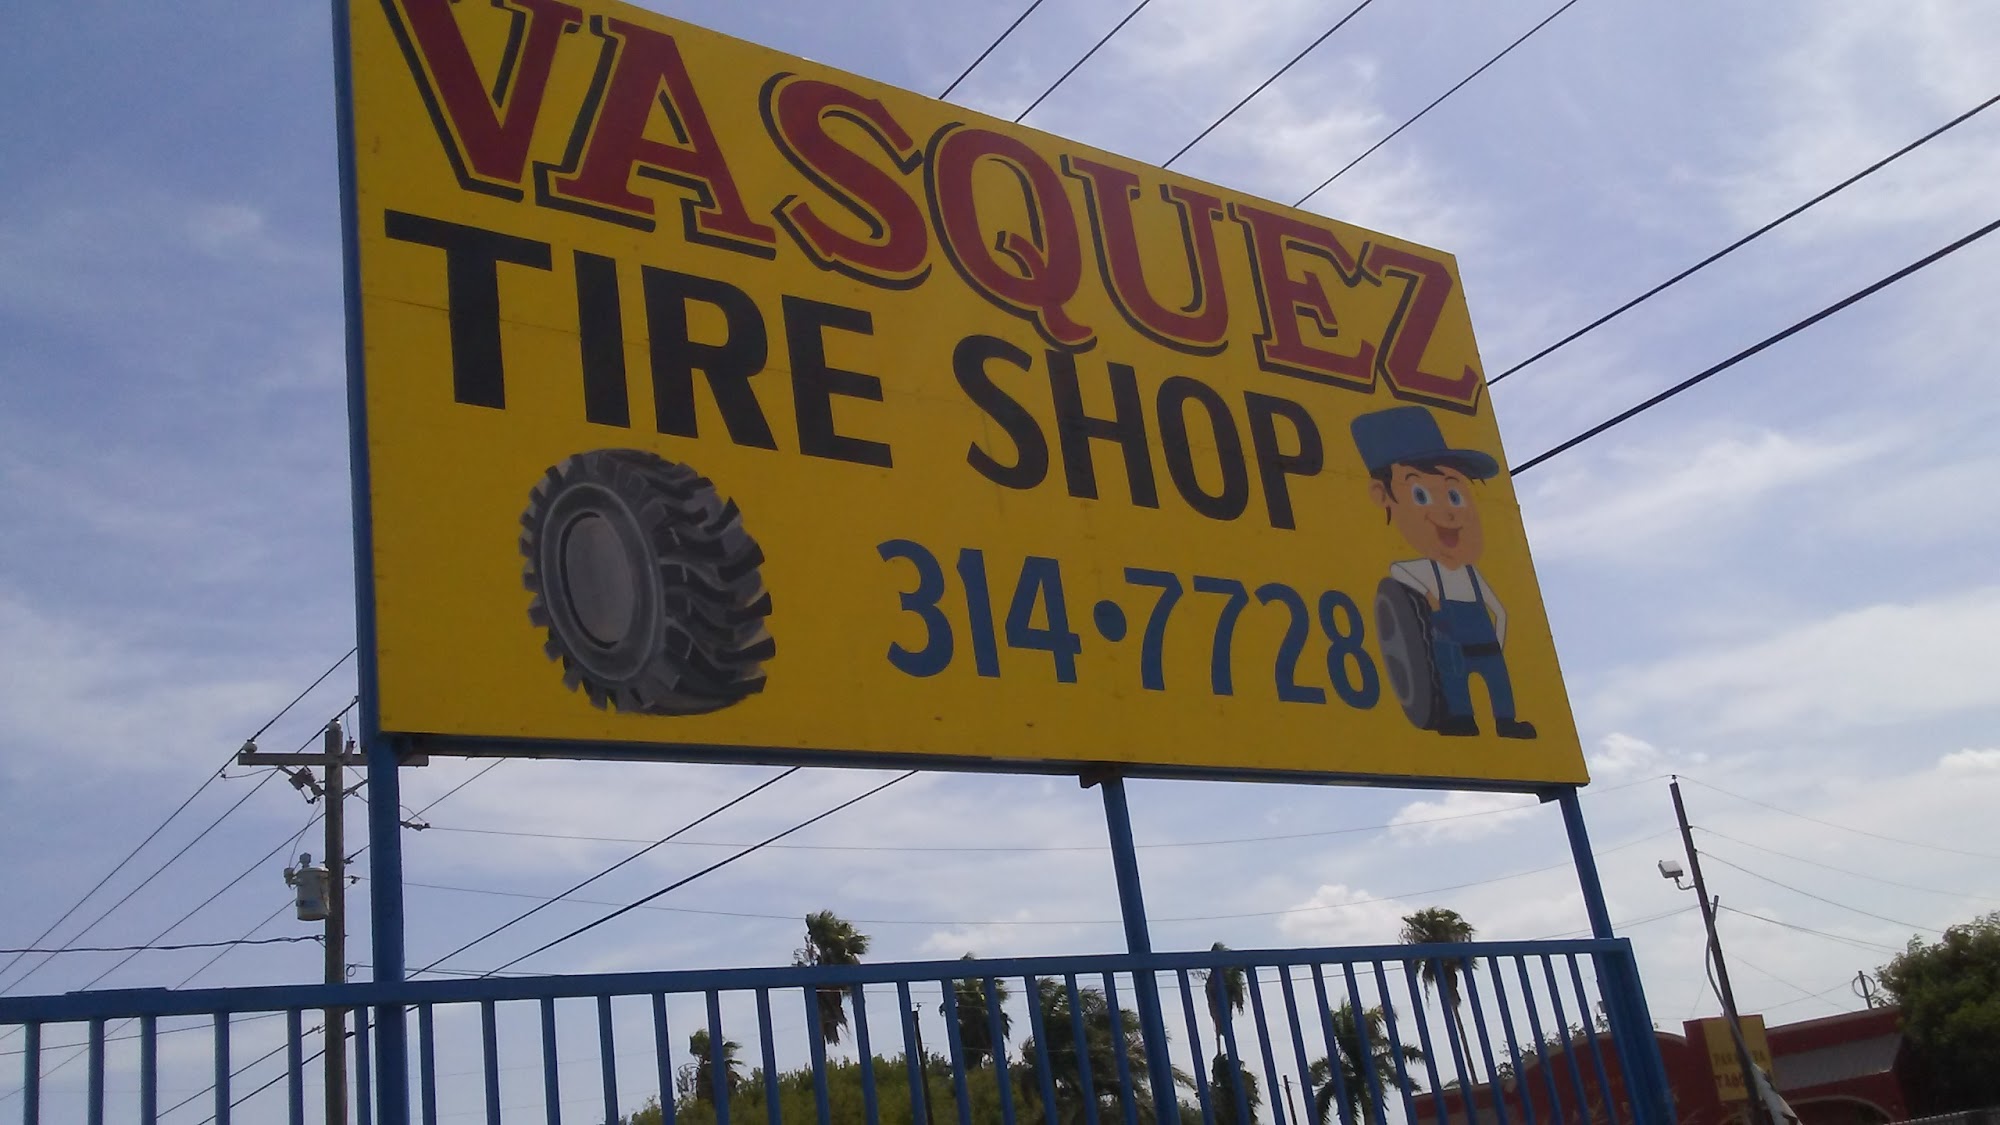 VASQUEZ
TIRE SHOP
314•7728